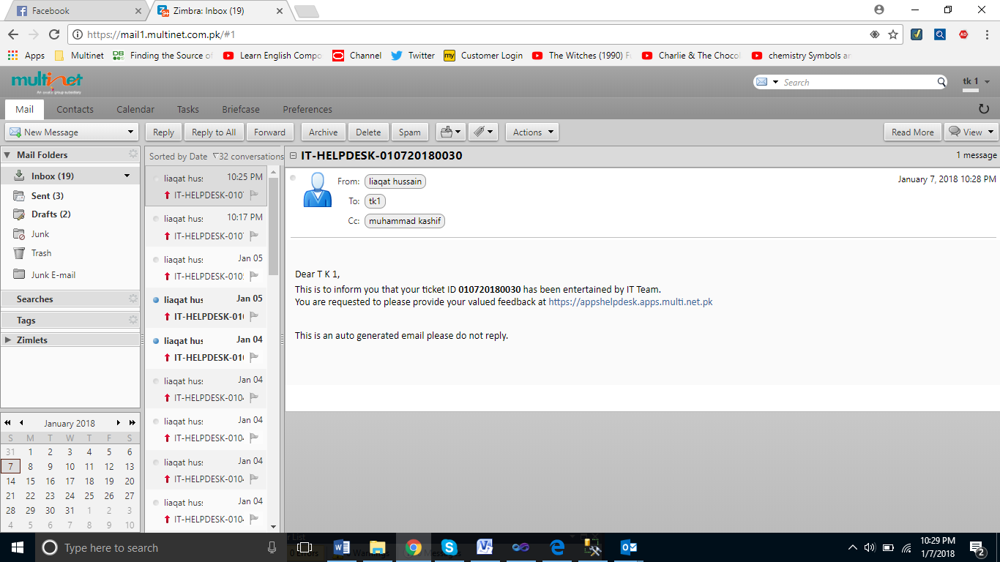 Facebook
Zimbra: Inbox (19)
https://mail1.multinet.com.pk/#1
Apps Multinet Finding the Source of Learn English Compo Channel Twitter my Customer Login The Witches (1990) F Charlie & The Chocol chemistry Symbols an
multinet
Search
tk 1
Mail Contacts Calendar Tasks Briefcase Preferences
New Message Reply Reply to All Forward Archive Delete Spam Actions Read More View
Mail Folders
Inbox (19)
Sent (3)
Drafts (2)
Junk
Trash
Junk E-mail
Searches
Tags
Zimlets
January 2018
S M T W T F S
31 1 2 3 4 5 6
7 8 9 10 11 12 13
14 15 16 17 18 19 20
21 22 23 24 25 26 27
28 29 30 31 1 2 3
4 5 6 7 8 9 10
Sorted by Date 32 conversations
liaqat hus 10:25 PM
IT-HELPDESK-010
liaqat hus 10:17 PM
IT-HELPDESK-010
liaqat hus Jan 05
IT-HELPDESK-010
liaqat hus Jan 05
IT-HELPDESK-01
liaqat hus Jan 04
IT-HELPDESK-01
liaqat hus Jan 04
IT-HELPDESK-010
liaqat hus Jan 04
IT-HELPDESK-010
liaqat hus Jan 04
IT-HELPDESK-010
liaqat hus Jan 04
IT-HELPDESK-010
IT-HELPDESK-010720180030
1 message
From: liaqat hussain
January 7, 2018 10:28 PM
To: tk1
Cc: muhammad kashif
Dear T K 1,
This is to inform you that your ticket ID 010720180030 has been entertained by IT Team.
You are requested to please provide your valued feedback at https://appshelpdesk.apps.multi.net.pk
This is an auto generated email please do not reply.
Type here to search
10:29 PM
1/7/2018
2